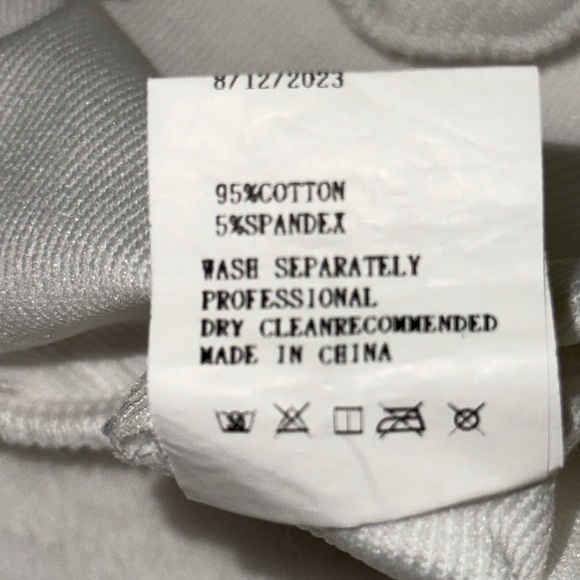 8/12/2023
95%COTTON
5%SPANDEX
WASH SEPARATELY
PROFESSIONAL
DRY CLEANRECOMMENDED
MADE IN CHINA